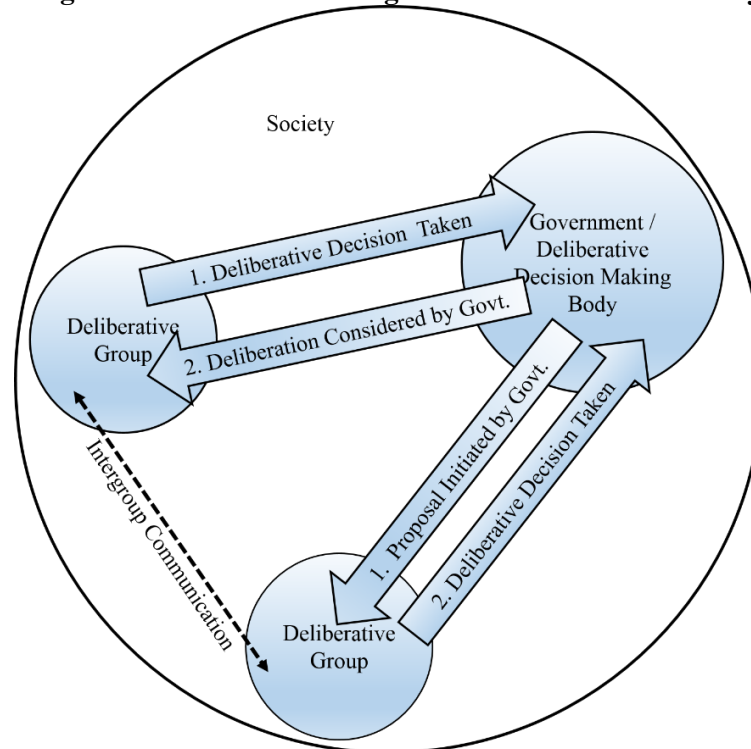 Society
1. Deliberative Decision Taken
Government /
Deliberative
Decision Making
Body
Deliberative
Group
2. Deliberation Considered by Govt.
1. Proposal Initiated by Govt.
2. Deliberative Decision Taken
Intergroup Communication
Deliberative
Group